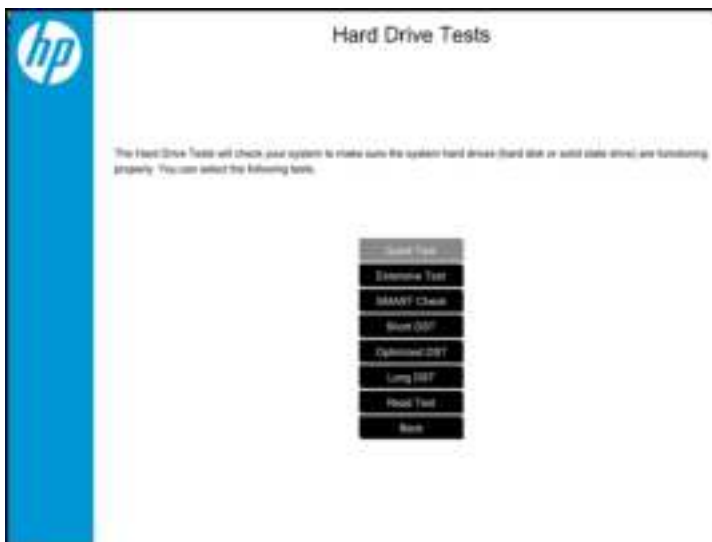 hp
Hard Drive Tests
The Hard Drive Tests will check your system to make sure the system hard drives (hard disk or solid state drive) are functioning
properly. You can select the following tests.
Quick Test
Extensive Test
SMART Check
Short DST
Optimized DST
Long DST
Read Test
Back